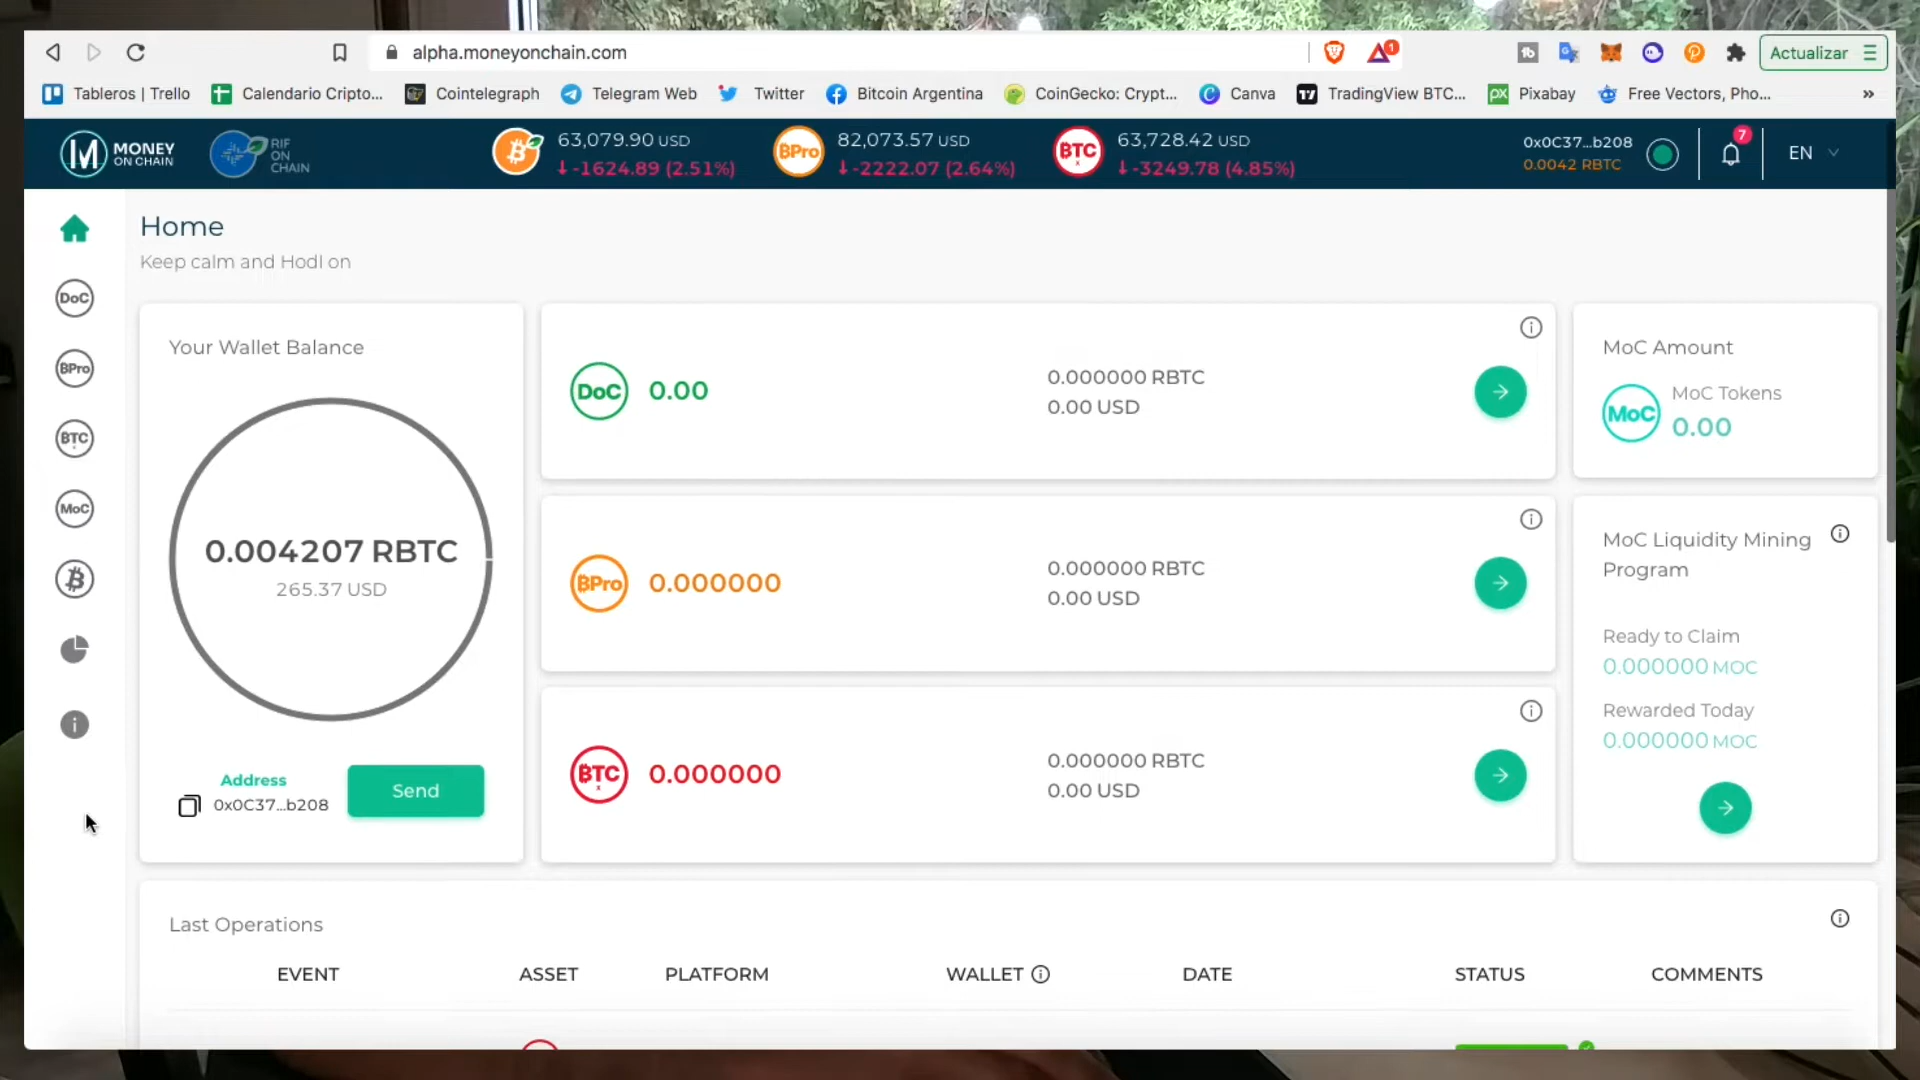 alpha.moneyonchain.com
1
Actualizar
Tableros | Trello
Calendario Cripto...
Cointelegraph
Telegram Web
Twitter
Bitcoin Argentina
CoinGecko: Crypt...
Canva
TradingView BTC...
Pixabay
Free Vectors, Pho...
»
MONEY
ON CHAIN
RIF
ON
CHAIN
63,079.90 USD
-1624.89 (2.51%)
BPro
82,073.57 USD
-2222.07 (2.64%)
BTC
x
63,728.42 USD
-3249.78 (4.85%)
0x0C37...b208
0.0042 RBTC
7
EN
Home
Keep calm and Hodl on
DoC
BPro
BTC
MoC
Your Wallet Balance
0.004207 RBTC
265.37 USD
Address
0x0C37...b208
Send
DoC
0.00
0.000000 RBTC
0.00 USD
BPro
0.000000
0.000000 RBTC
0.00 USD
BTC
x
0.000000
0.000000 RBTC
0.00 USD
MoC Amount
MoC
MoC Tokens
0.00
MoC Liquidity Mining
Program
Ready to Claim
0.000000 MOC
Rewarded Today
0.000000 MOC
Last Operations
EVENT ASSET PLATFORM WALLET DATE STATUS COMMENTS